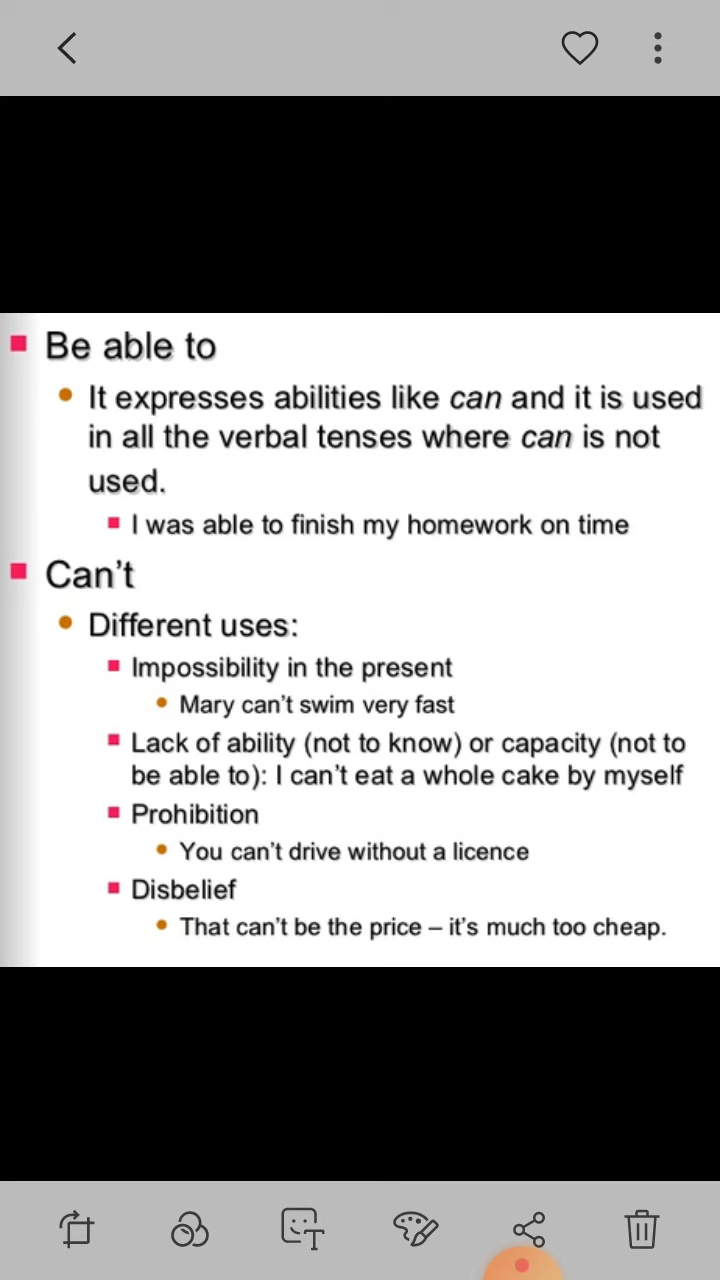 Be able to
It expresses abilities like can and it is used
in all the verbal tenses where can is not
used.
I was able to finish my homework on time
Can't
Different uses:
Impossibility in the present
Mary can't swim very fast
Lack of ability (not to know) or capacity (not to
be able to): I can't eat a whole cake by myself
Prohibition
You can't drive without a licence
Disbelief
That can't be the price – it's much too cheap.